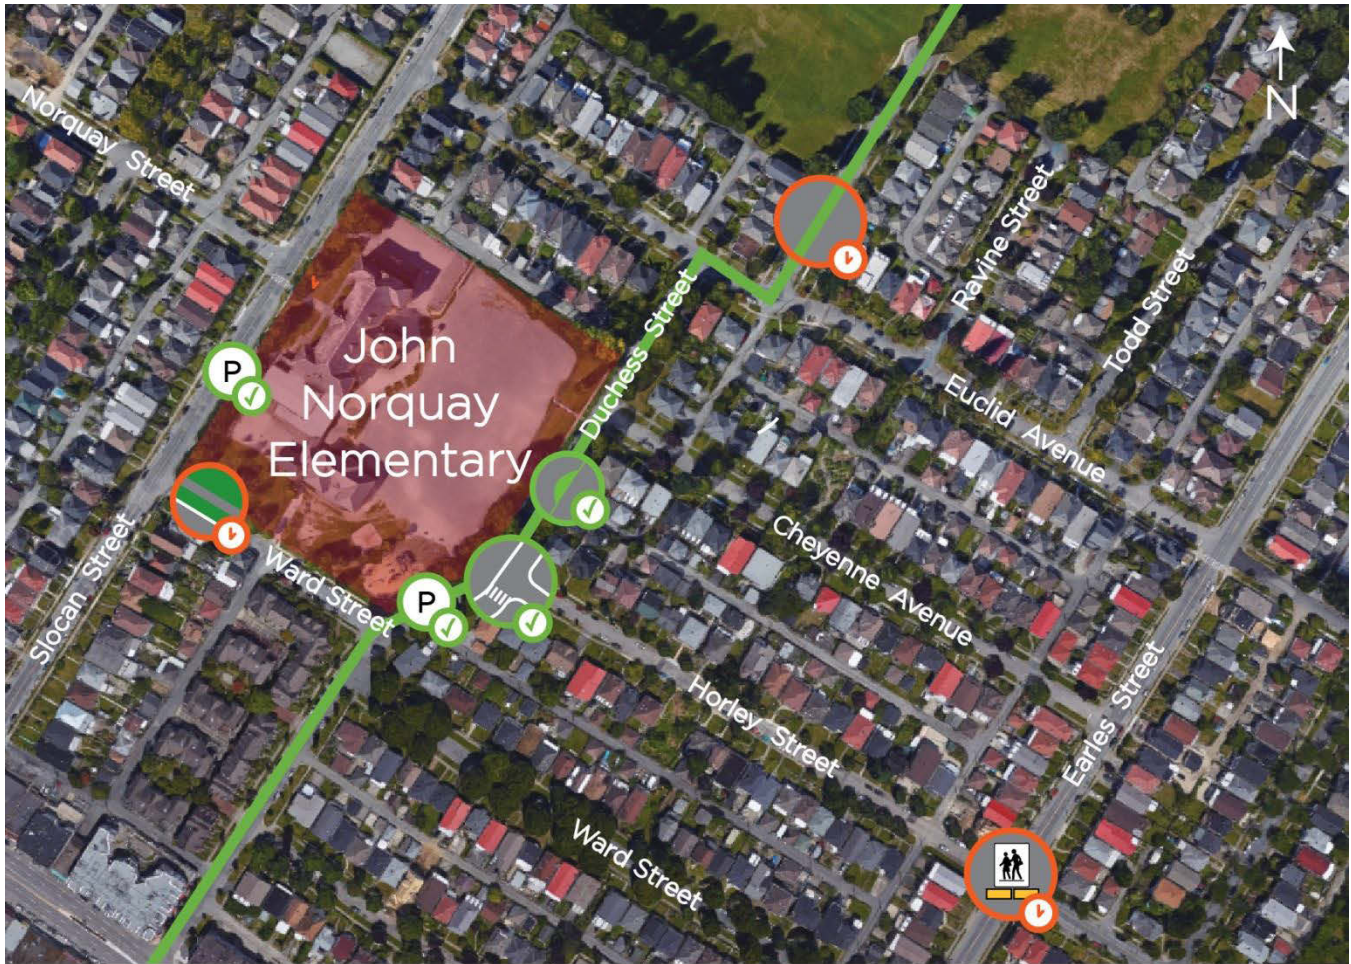 N
Norquay Street
Ravine Street
Todd Street
Duchess Street
John
Norquay
Elementary
P
Euclid Avenue
Cheyenne Avenue
Slocan Street
Ward Street
P
Horley Street
Earles Street
Ward Street